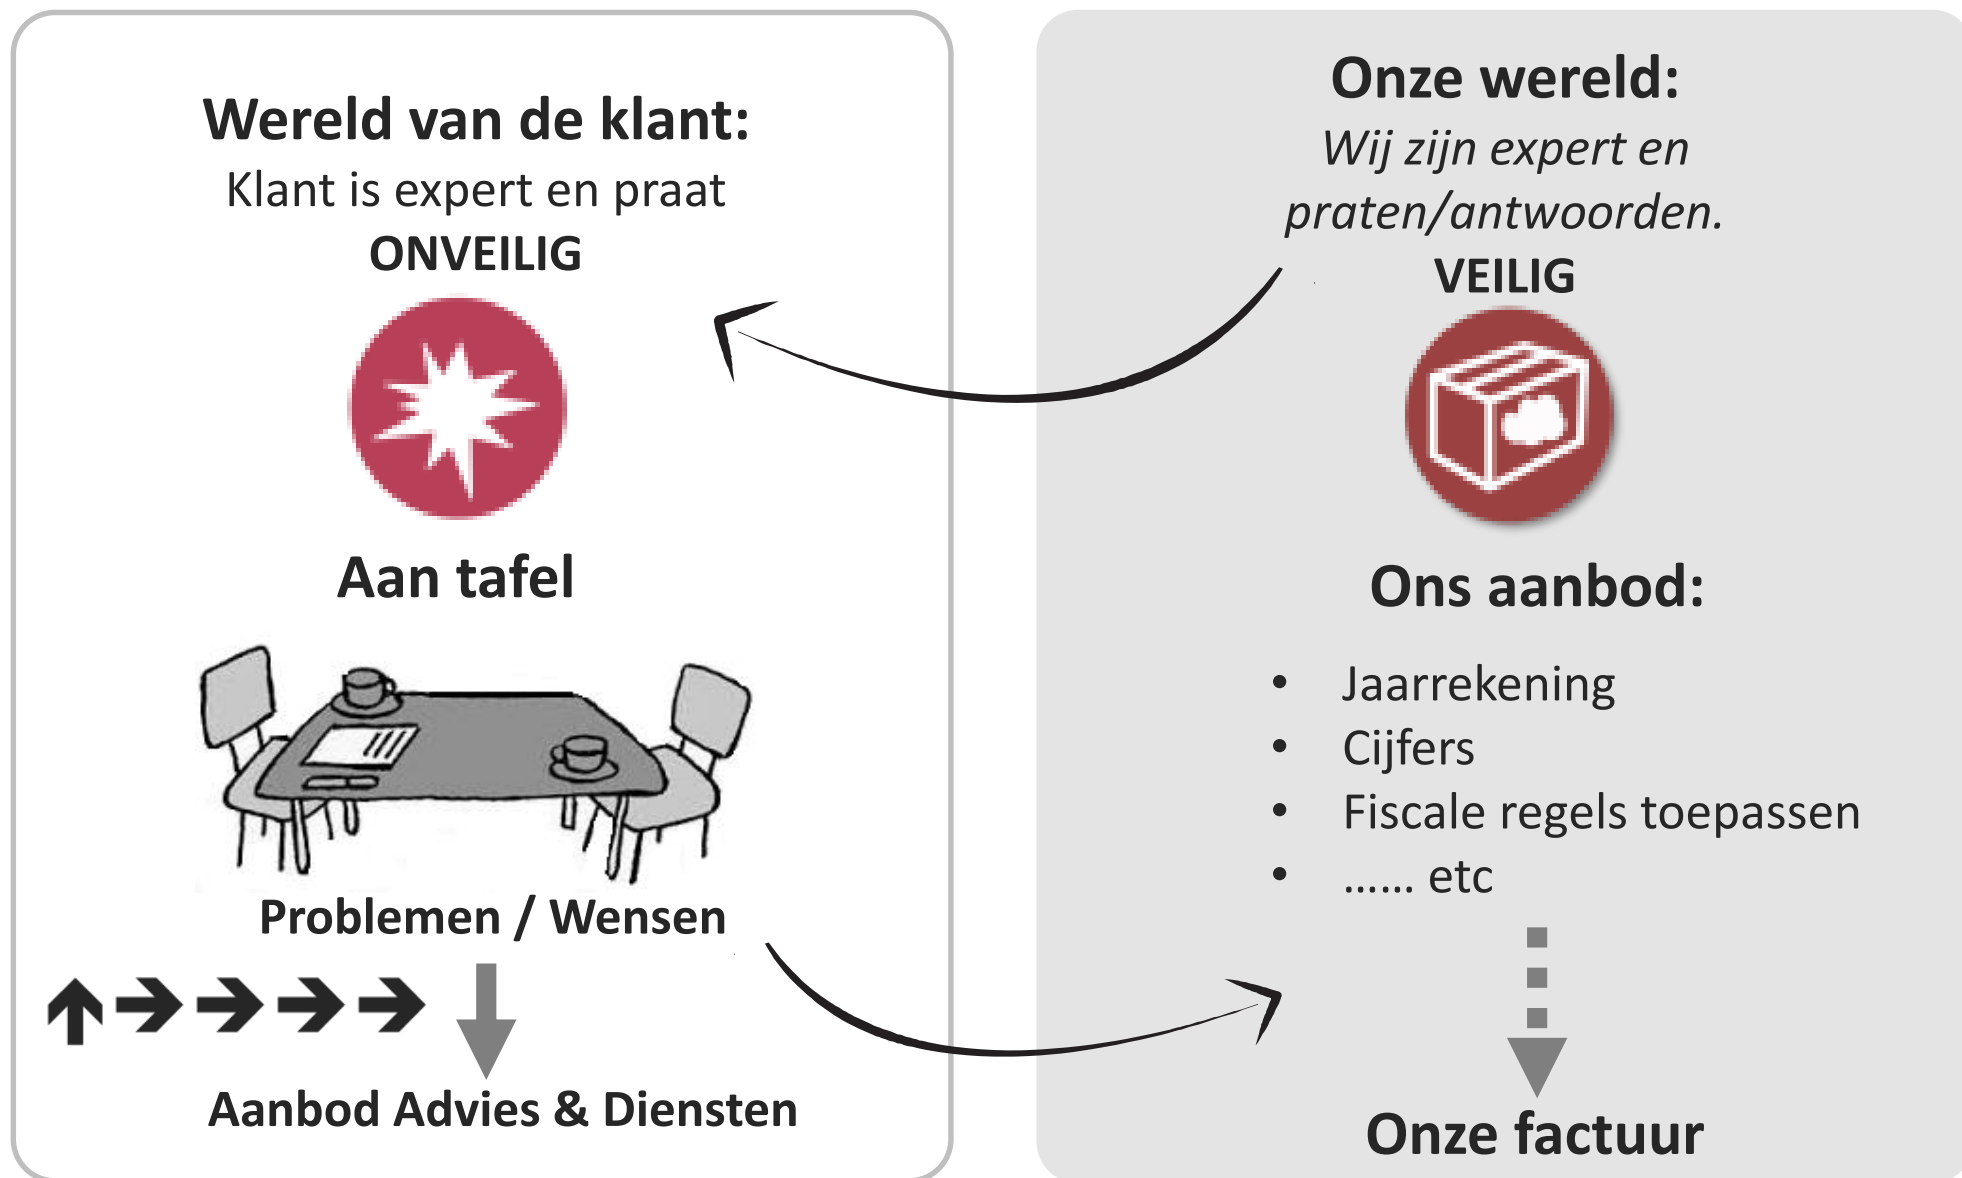 Wereld van de klant:
Klant is expert en praat
ONVEILIG
Aan tafel
Problemen / Wensen
Aanbod Advies & Diensten
Onze wereld:
Wij zijn expert en
praten/antwoorden.
VEILIG
Ons aanbod:
• Jaarrekening
• Cijfers
• Fiscale regels toepassen
• …… etc
Onze factuur